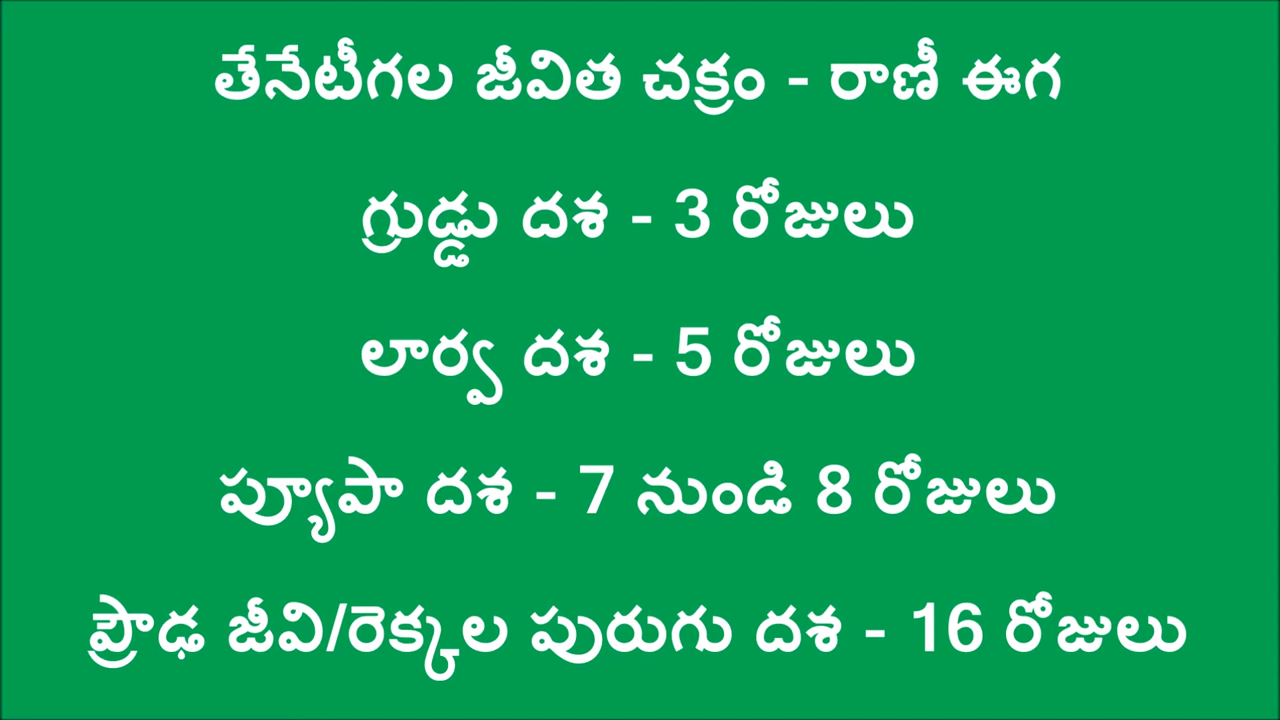 తేనేటీగల జీవిత చక్రం - రాణీ ఈగ
గ్రుడ్డు దశ - 3 రోజులు
లార్వ దశ - 5 రోజులు
ప్యూపా దశ - 7 నుండి 8 రోజులు
ప్రౌఢ జీవి/రెక్కల పురుగు దశ - 16 రోజులు